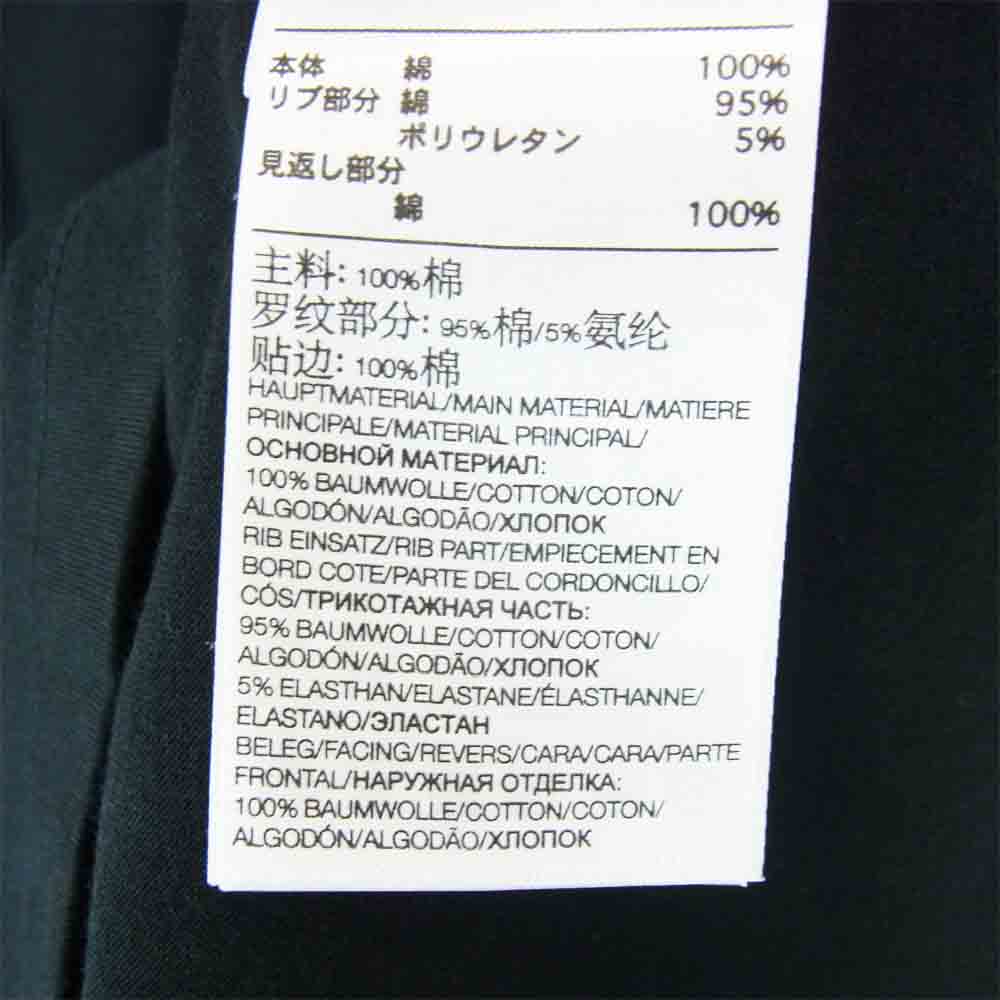 本体 綿 100%
リブ部分 綿 95%
ポリウレタン 5%
見返し部分
綿 100%
主料: 100%棉
罗纹部分: 95%棉/5%氨纶
贴边: 100%棉
HAUPTMATERIAL/MAIN MATERIAL/MATIERE
PRINCIPALE/MATERIAL PRINCIPAL/
ОСНОВНОЙ МАТЕРИАЛ:
100% BAUMWOLLE/COTTON/COTON/
ALGODÓN/ALGODÃO/ХЛОПОК
RIB EINSATZ/RIB PART/EMPIECEMENT EN
BORD COTE/PARTE DEL CORDONCILLO/
CÓS/ТРИКОТАЖНАЯ ЧАСТЬ:
95% BAUMWOLLE/COTTON/COTON/
ALGODÓN/ALGODÃO/ХЛОПОК
5% ELASTHAN/ELASTANE/ÉLASTHANNE/
ELASTANO/ЭЛАСТАН
BELEG/FACING/REVERS/CARA/CARA/PARTE
FRONTAL/НАРУЖНАЯ ОТДЕЛКА:
100% BAUMWOLLE/COTTON/COTON/
ALGODÓN/ALGODÃO/ХЛОПОК